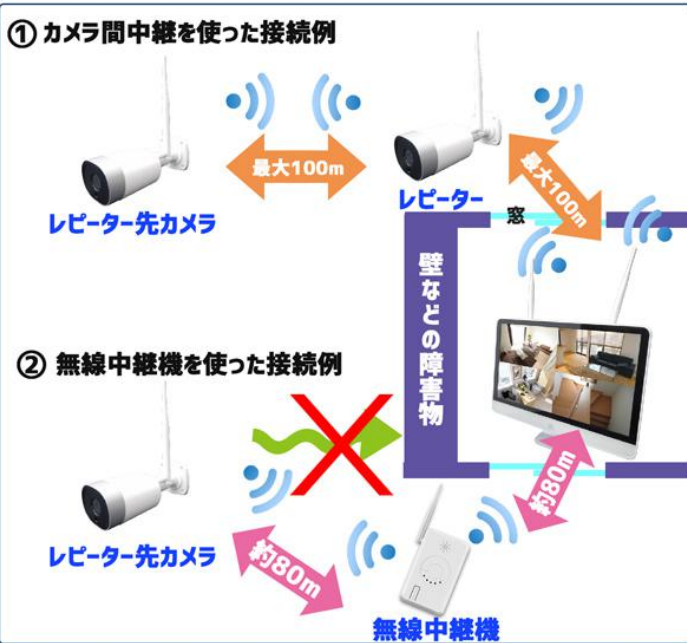 ① カメラ間中継を使った接続例
最大100m
最大100m
レピーター先カメラ
レピーター
窓
壁などの障害物
② 無線中継機を使った接続例
約80m
レピーター先カメラ
約80m
無線中継機